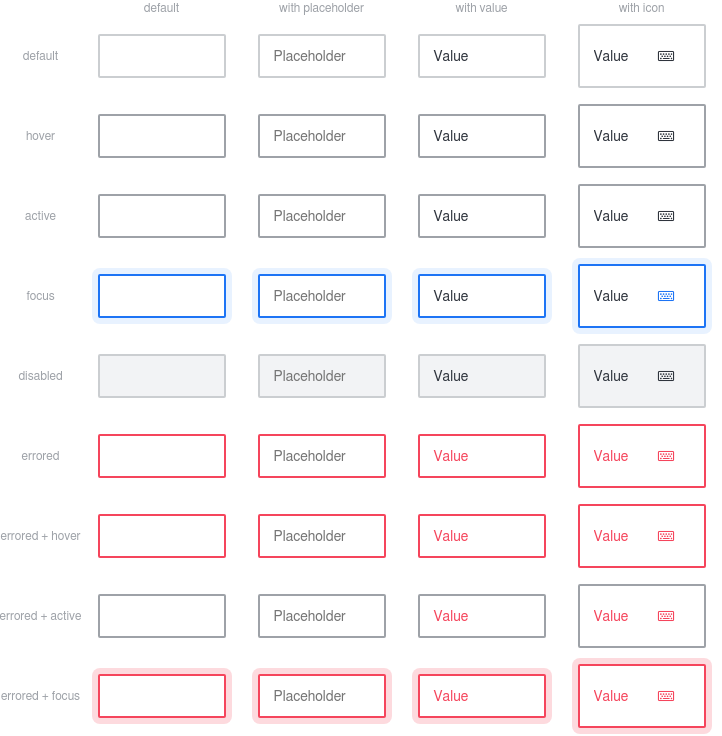 default with placeholder with value with icon
default Placeholder Value Value
hover Placeholder Value Value
active Placeholder Value Value
focus Placeholder Value Value
disabled Placeholder Value Value
errored Placeholder Value Value
errored + hover Placeholder Value Value
errored + active Placeholder Value Value
errored + focus Placeholder Value Value